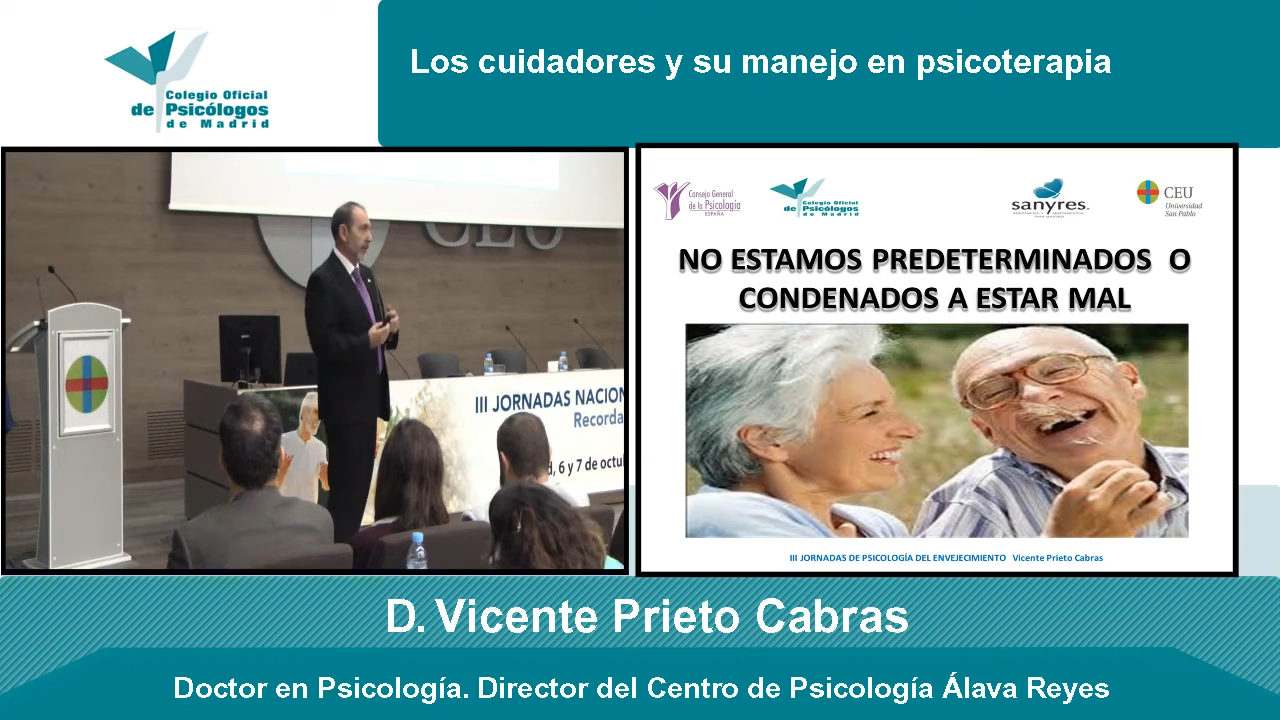 Los cuidadores y su manejo en psicoterapia
Colegio Oficial
de Psicólogos
de Madrid
CEU
III JORNADAS NACION
Recorda
d, 6 y 7 de octu
Consejo General
de la Psicología
ESPAÑA
Colegio Oficial
de Psicólogos
de Madrid
sanyres
CEU
Universidad
San Pablo
NO ESTAMOS PREDETERMINADOS O
CONDENADOS A ESTAR MAL
III JORNADAS DE PSICOLOGÍA DEL ENVEJECIMIENTO Vicente Prieto Cabras
D. Vicente Prieto Cabras
Doctor en Psicología. Director del Centro de Psicología Álava Reyes